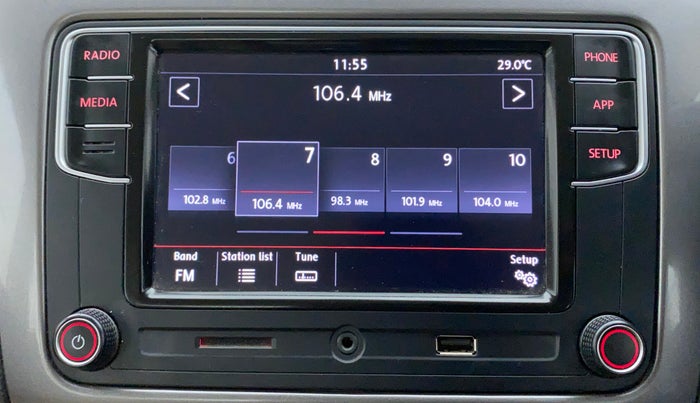 RADIO
MEDIA
PHONE
APP
SETUP
11:55
29.0°C
<
106.4 MHz
>
6
102.8 MHz
7
106.4 MHz
8
98.3 MHz
9
101.9 MHz
10
104.0 MHz
Band
FM
Station list
Tune
Setup